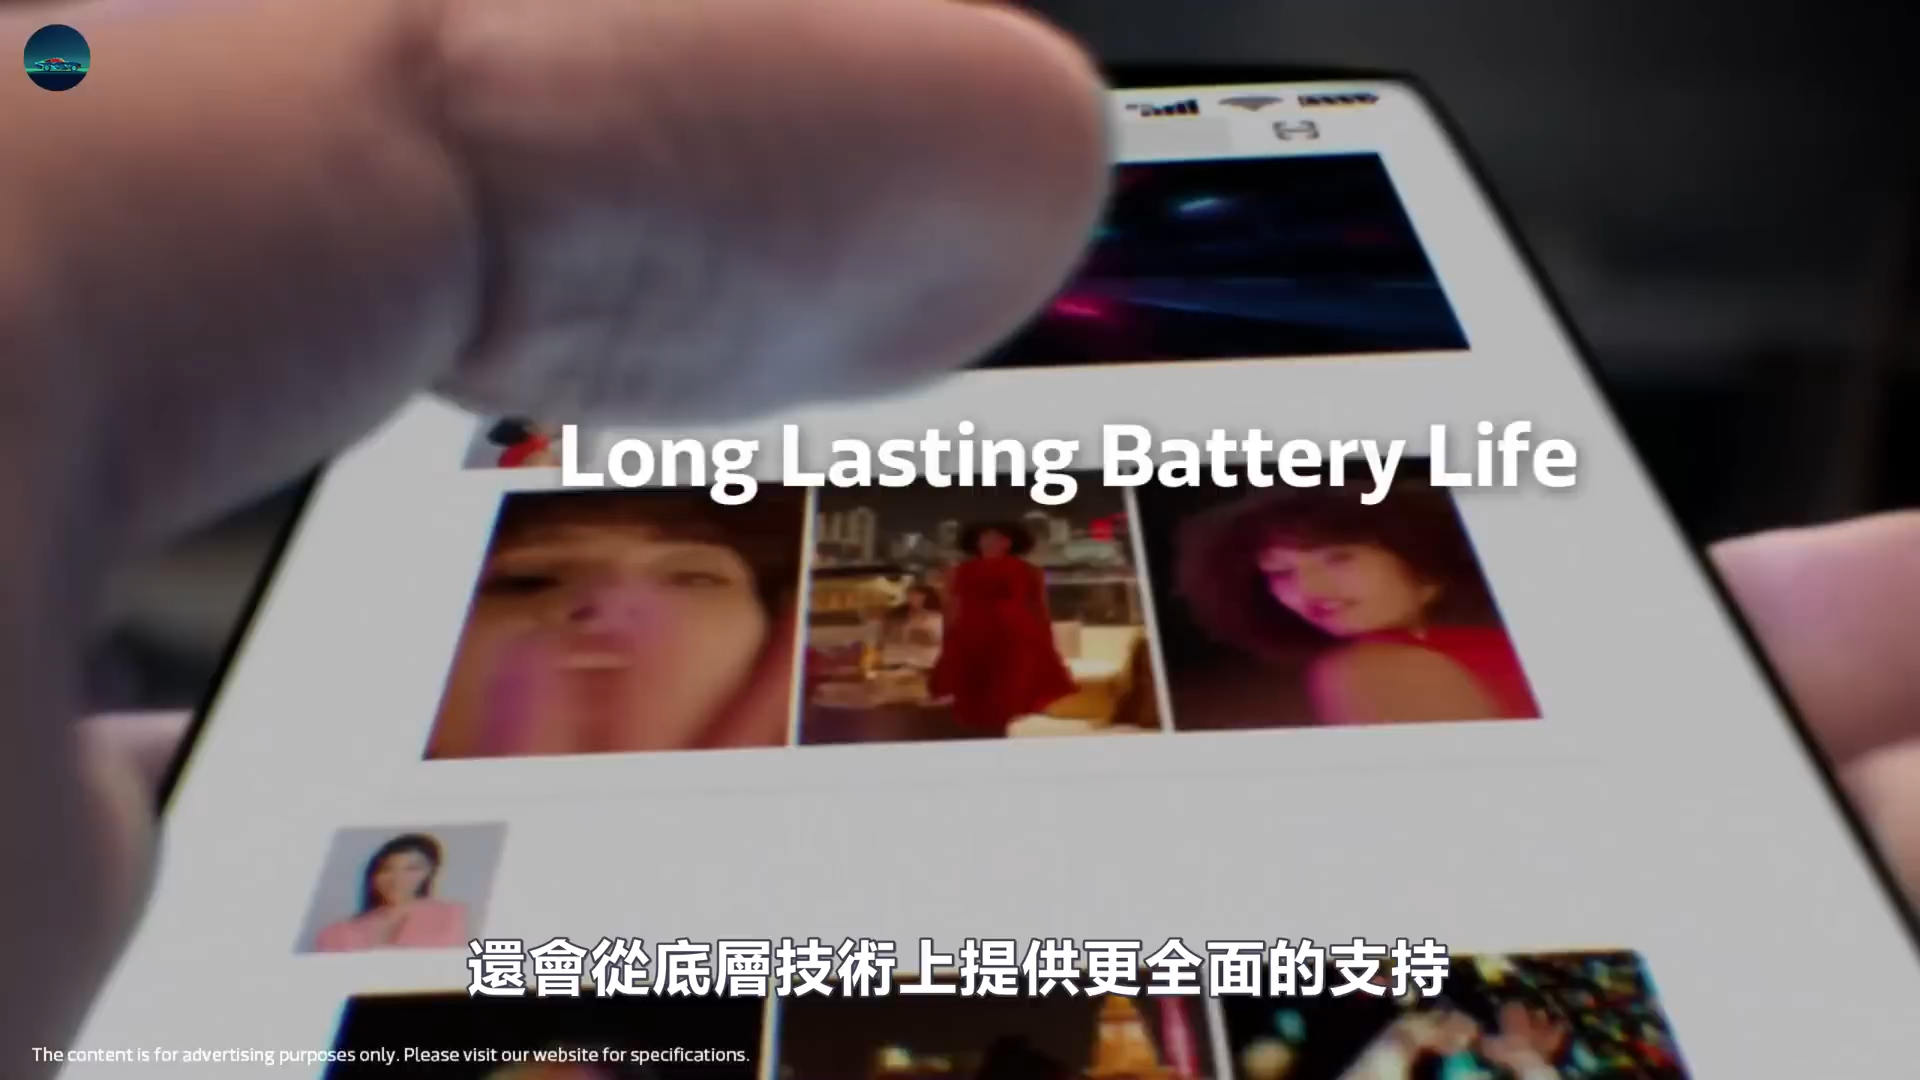 Long Lasting Battery Life
還會從底層技術上提供更全面的支持
The content is for advertising purposes only. Please visit our website for specifications.